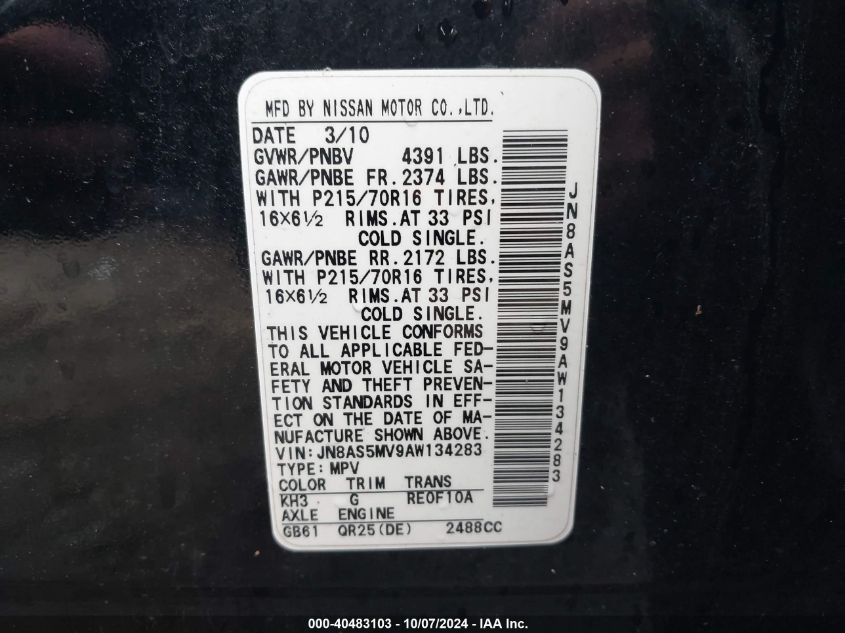 MFD BY NISSAN MOTOR CO.,LTD.
DATE 3/10
GVWR/PNBV 4391 LBS.
GAWR/PNBE FR. 2374 LBS.
WITH P215/70R16 TIRES,
16X6½ RIMS. AT 33 PSI
COLD SINGLE.
GAWR/PNBE RR. 2172 LBS.
WITH P215/70R16 TIRES,
16X6½ RIMS. AT 33 PSI
COLD SINGLE.
THIS VEHICLE CONFORMS
TO ALL APPLICABLE FED-
ERAL MOTOR VEHICLE SA-
FETY AND THEFT PREVEN-
TION STANDARDS IN EFF-
ECT ON THE DATE OF MA-
NUFACTURE SHOWN ABOVE.
VIN: JN8AS5MV9AW134283
TYPE: MPV
COLOR TRIM TRANS
KH3 G RE0F10A
AXLE ENGINE
GB61 QR25(DE) 2488CC
JN8AS5MV9AW134283
000-40483103 - 10/07/2024 - IAA Inc.